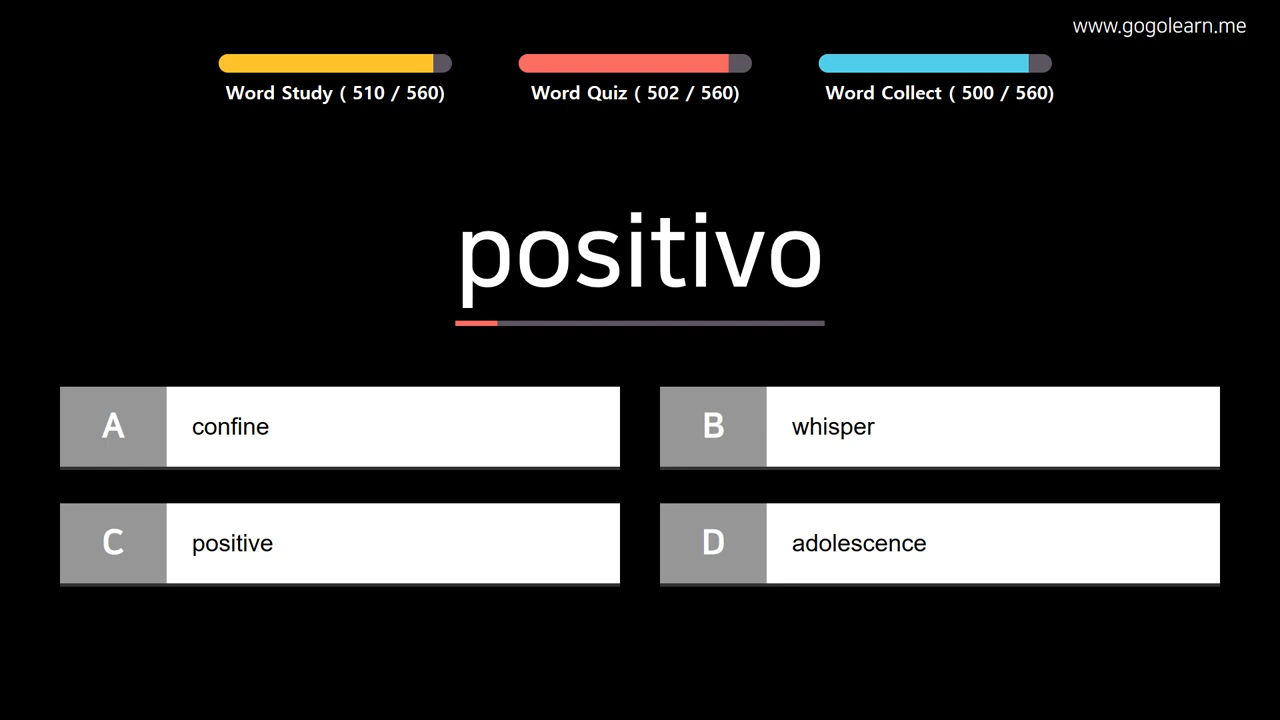 www.gogolearn.me
Word Study ( 510 / 560)
Word Quiz ( 502 / 560)
Word Collect ( 500 / 560)
positivo
A confine
B whisper
C positive
D adolescence